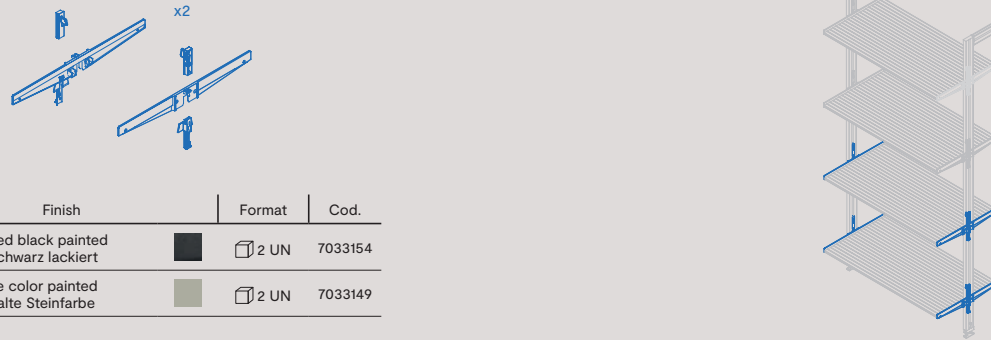 x2
Finish Format Cod.
ed black painted
chwarz lackiert
2 UN 7033154
e color painted
alte Steinfarbe
2 UN 7033149